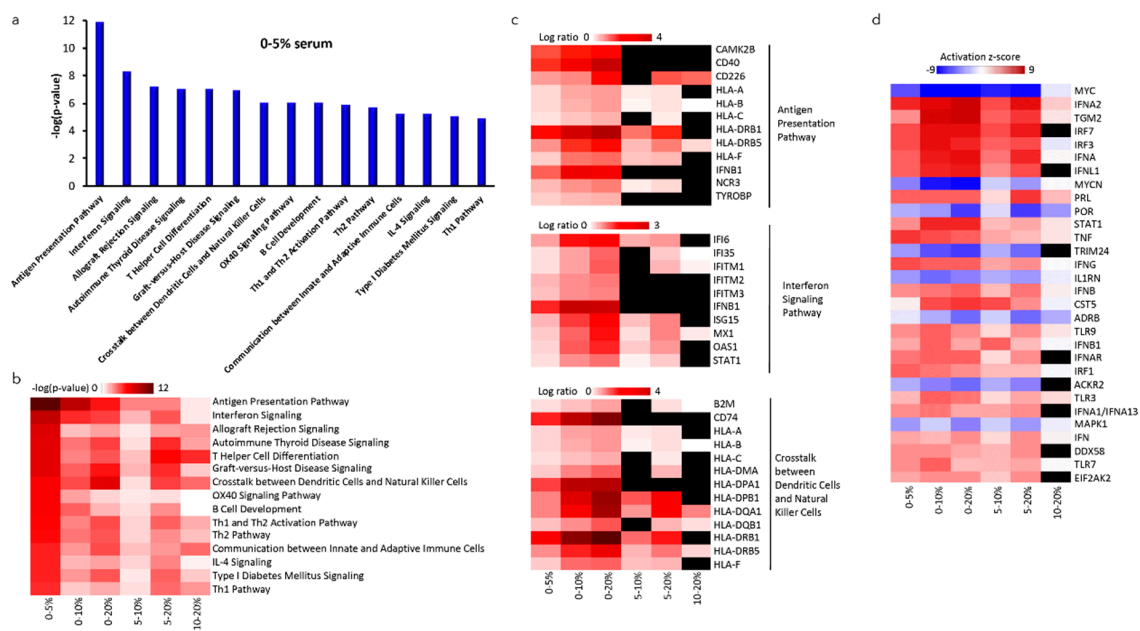 a
0-5% serum
-log(p-value)
12
10
8
6
4
2
0
Antigen Presentation Pathway
Interferon Signaling
Allograft Rejection Signaling
Autoimmune Thyroid Disease Signaling
T Helper Cell Differentiation
Graft-versus-Host Disease Signaling
Crosstalk between Dendritic Cells and Natural Killer Cells
OX40 Signaling Pathway
B Cell Development
Th1 and Th2 Activation Pathway
Th2 Pathway
Communication between Innate and Adaptive Immune Cells
IL-4 Signaling
Type I Diabetes Mellitus Signaling
Th1 Pathway
b
-log(p-value) 0 12
Antigen Presentation Pathway
Interferon Signaling
Allograft Rejection Signaling
Autoimmune Thyroid Disease Signaling
T Helper Cell Differentiation
Graft-versus-Host Disease Signaling
Crosstalk between Dendritic Cells and Natural Killer Cells
OX40 Signaling Pathway
B Cell Development
Th1 and Th2 Activation Pathway
Th2 Pathway
Communication between Innate and Adaptive Immune Cells
IL-4 Signaling
Type I Diabetes Mellitus Signaling
Th1 Pathway
0-5%
0-10%
0-20%
5-10%
5-20%
10-20%
c
Log ratio 0 4
CAMK2B
CD40
CD226
HLA-A
HLA-B
HLA-C
HLA-DRB1
HLA-DRB5
HLA-F
IFNB1
NCR3
TYROBP
Antigen
Presentation
Pathway
Log ratio 0 3
IFI6
IFI35
IFITM1
IFITM2
IFITM3
IFNB1
ISG15
MX1
OAS1
STAT1
Interferon
Signaling
Pathway
Log ratio 0 4
B2M
CD74
HLA-A
HLA-B
HLA-C
HLA-DMA
HLA-DPA1
HLA-DPB1
HLA-DQA1
HLA-DQB1
HLA-DRB1
HLA-DRB5
HLA-F
Crosstalk
between
Dendritic Cells
and Natural
Killer Cells
0-5%
0-10%
0-20%
5-10%
5-20%
10-20%
d
Activation z-score
-9 9
MYC
IFNA2
TGM2
IRF7
IRF3
IFNA
IFNL1
MYCN
PRL
POR
STAT1
TNF
TRIM24
IFNG
IL1RN
IFNB
CST5
ADRB
TLR9
IFNB1
IFNAR
IRF1
ACKR2
TLR3
IFNA1/IFNA13
MAPK1
IFN
DDX58
TLR7
EIF2AK2
0-5%
0-10%
0-20%
5-10%
5-20%
10-20%